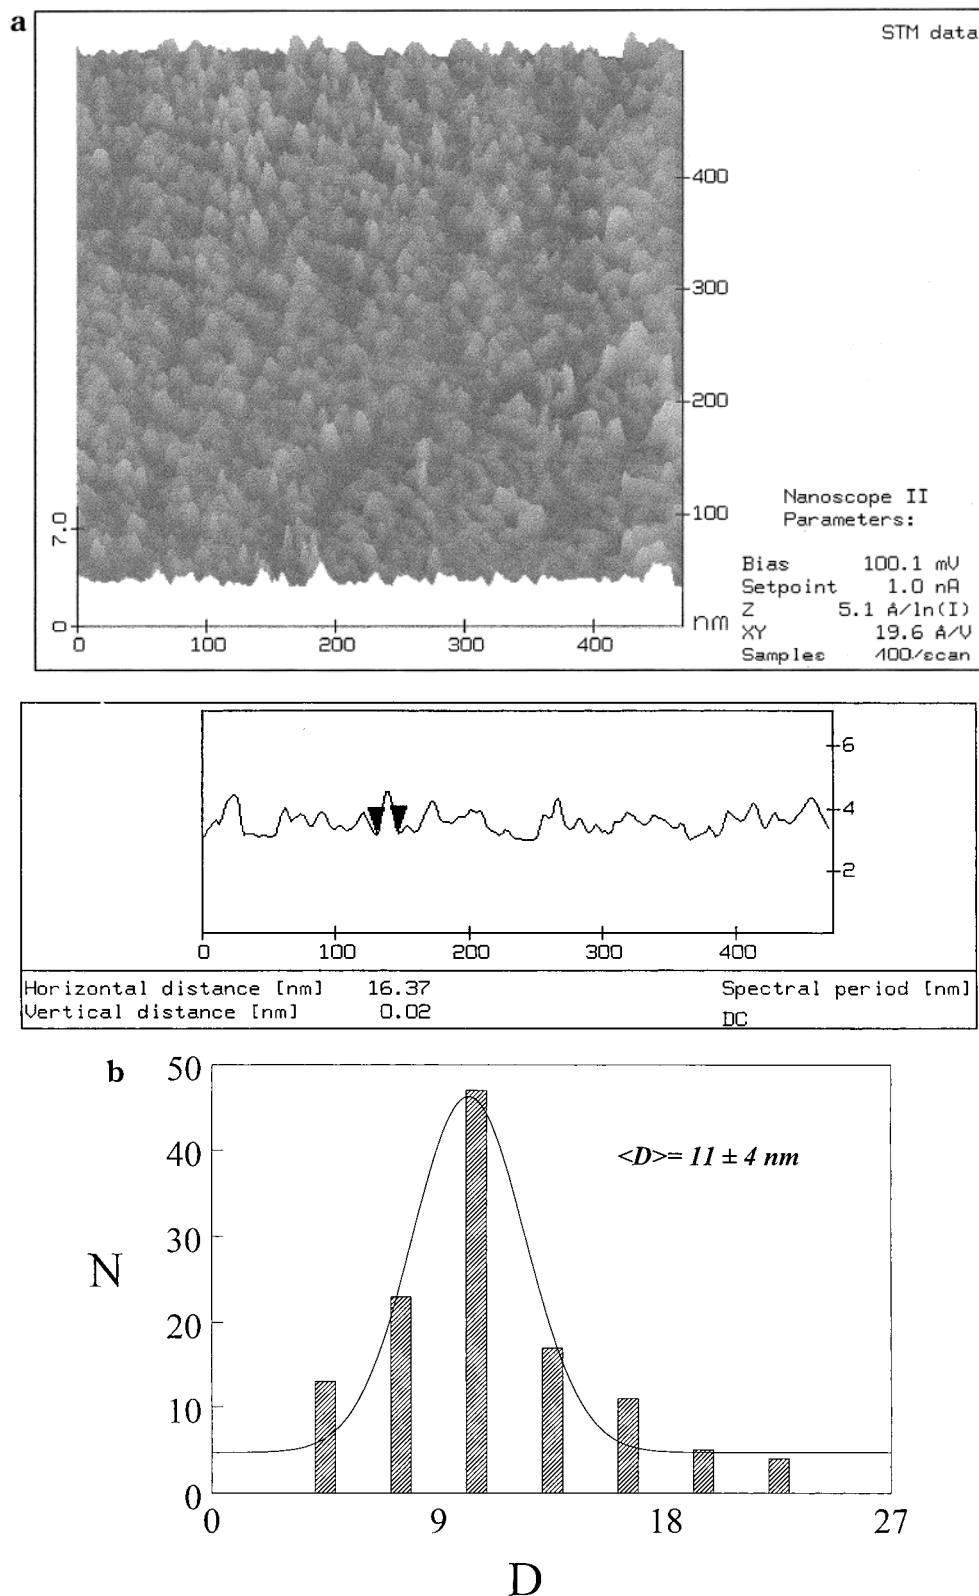 a
STM data
400
300
200
100
7.0
0
0 100 200 300 400 nm
Nanoscope II
Parameters:
Bias 100.1 mV
Setpoint 1.0 nA
Z 5.1 A/ln(I)
XY 19.6 A/V
Samples 400/scan
6
4
2
0 100 200 300 400
Horizontal distance [nm] 16.37
Vertical distance [nm] 0.02
Spectral period [nm]
DC
b
50
40
30
20
10
0
N
<D>= 11 ± 4 nm
0 9 18 27
D